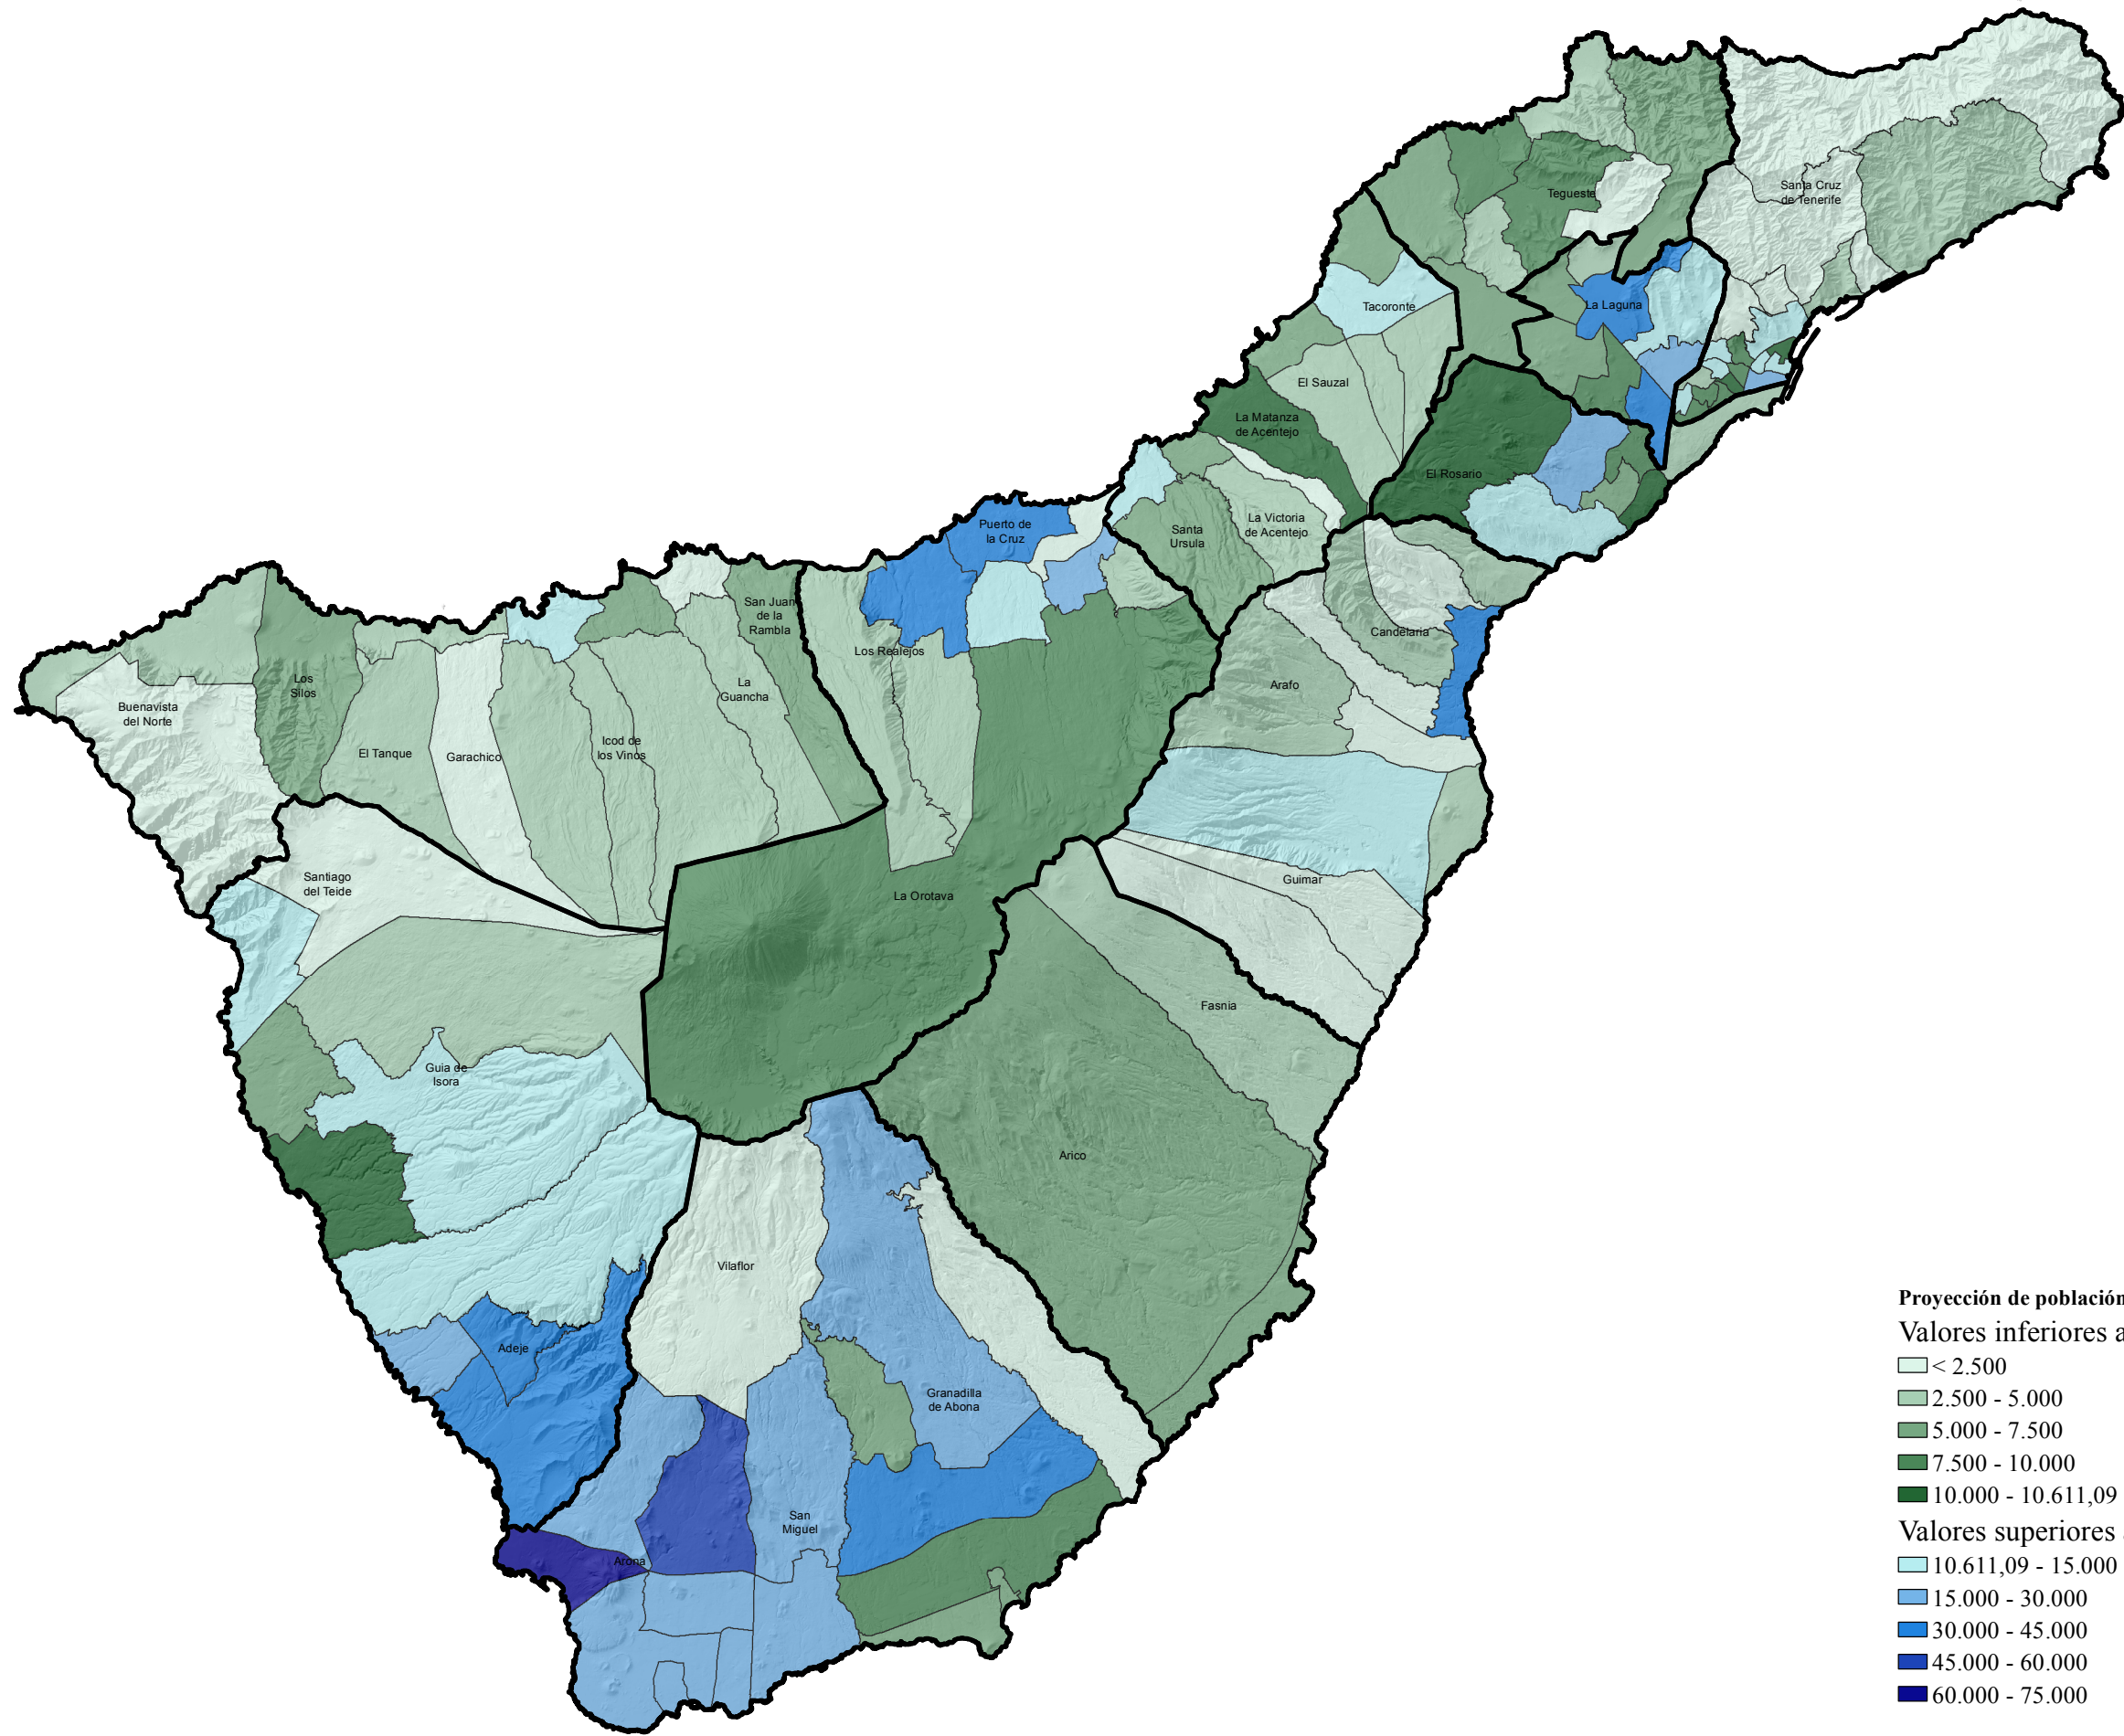 Santa Cruz
de Tenerife
Tegueste
La Laguna
Tacoronte
El Sauzal
La Matanza
de Acentejo
El Rosario
La Victoria
de Acentejo
Santa
Ursula
Puerto de
la Cruz
San Juan
de la
Rambla
Los Realejos
Candelaria
Arafo
Los
Silos
La
Guancha
Buenavista
del Norte
El Tanque
Garachico
Icod de
los Vinos
Santiago
del Teide
La Orotava
Guimar
Fasnia
Guia de
Isora
Arico
Vilaflor
Adeje
Granadilla
de Abona
San
Miguel
Arona
Proyección de población
Valores inferiores a
< 2.500
2.500 - 5.000
5.000 - 7.500
7.500 - 10.000
10.000 - 10.611,09
Valores superiores
10.611,09 - 15.000
15.000 - 30.000
30.000 - 45.000
45.000 - 60.000
60.000 - 75.000